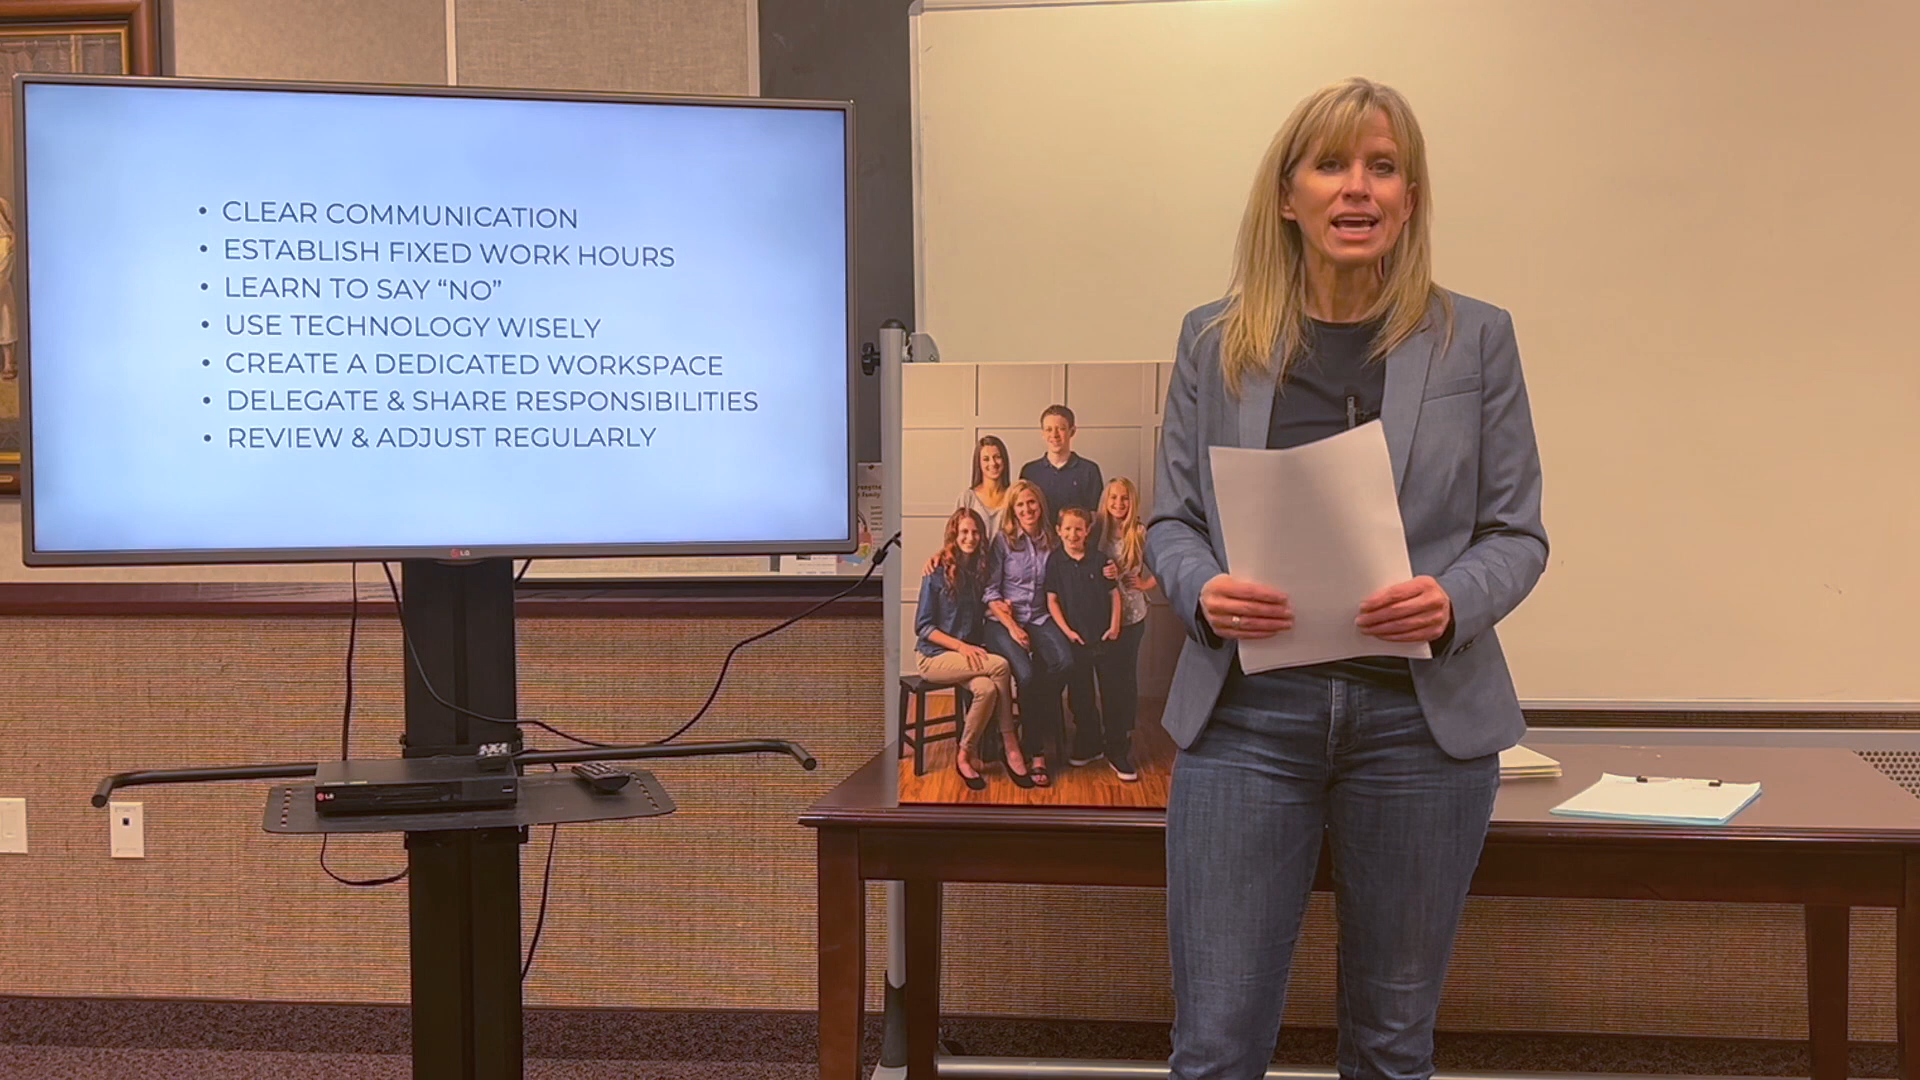 • CLEAR COMMUNICATION
• ESTABLISH FIXED WORK HOURS
• LEARN TO SAY “NO”
• USE TECHNOLOGY WISELY
• CREATE A DEDICATED WORKSPACE
• DELEGATE & SHARE RESPONSIBILITIES
• REVIEW & ADJUST REGULARLY
LG
LG